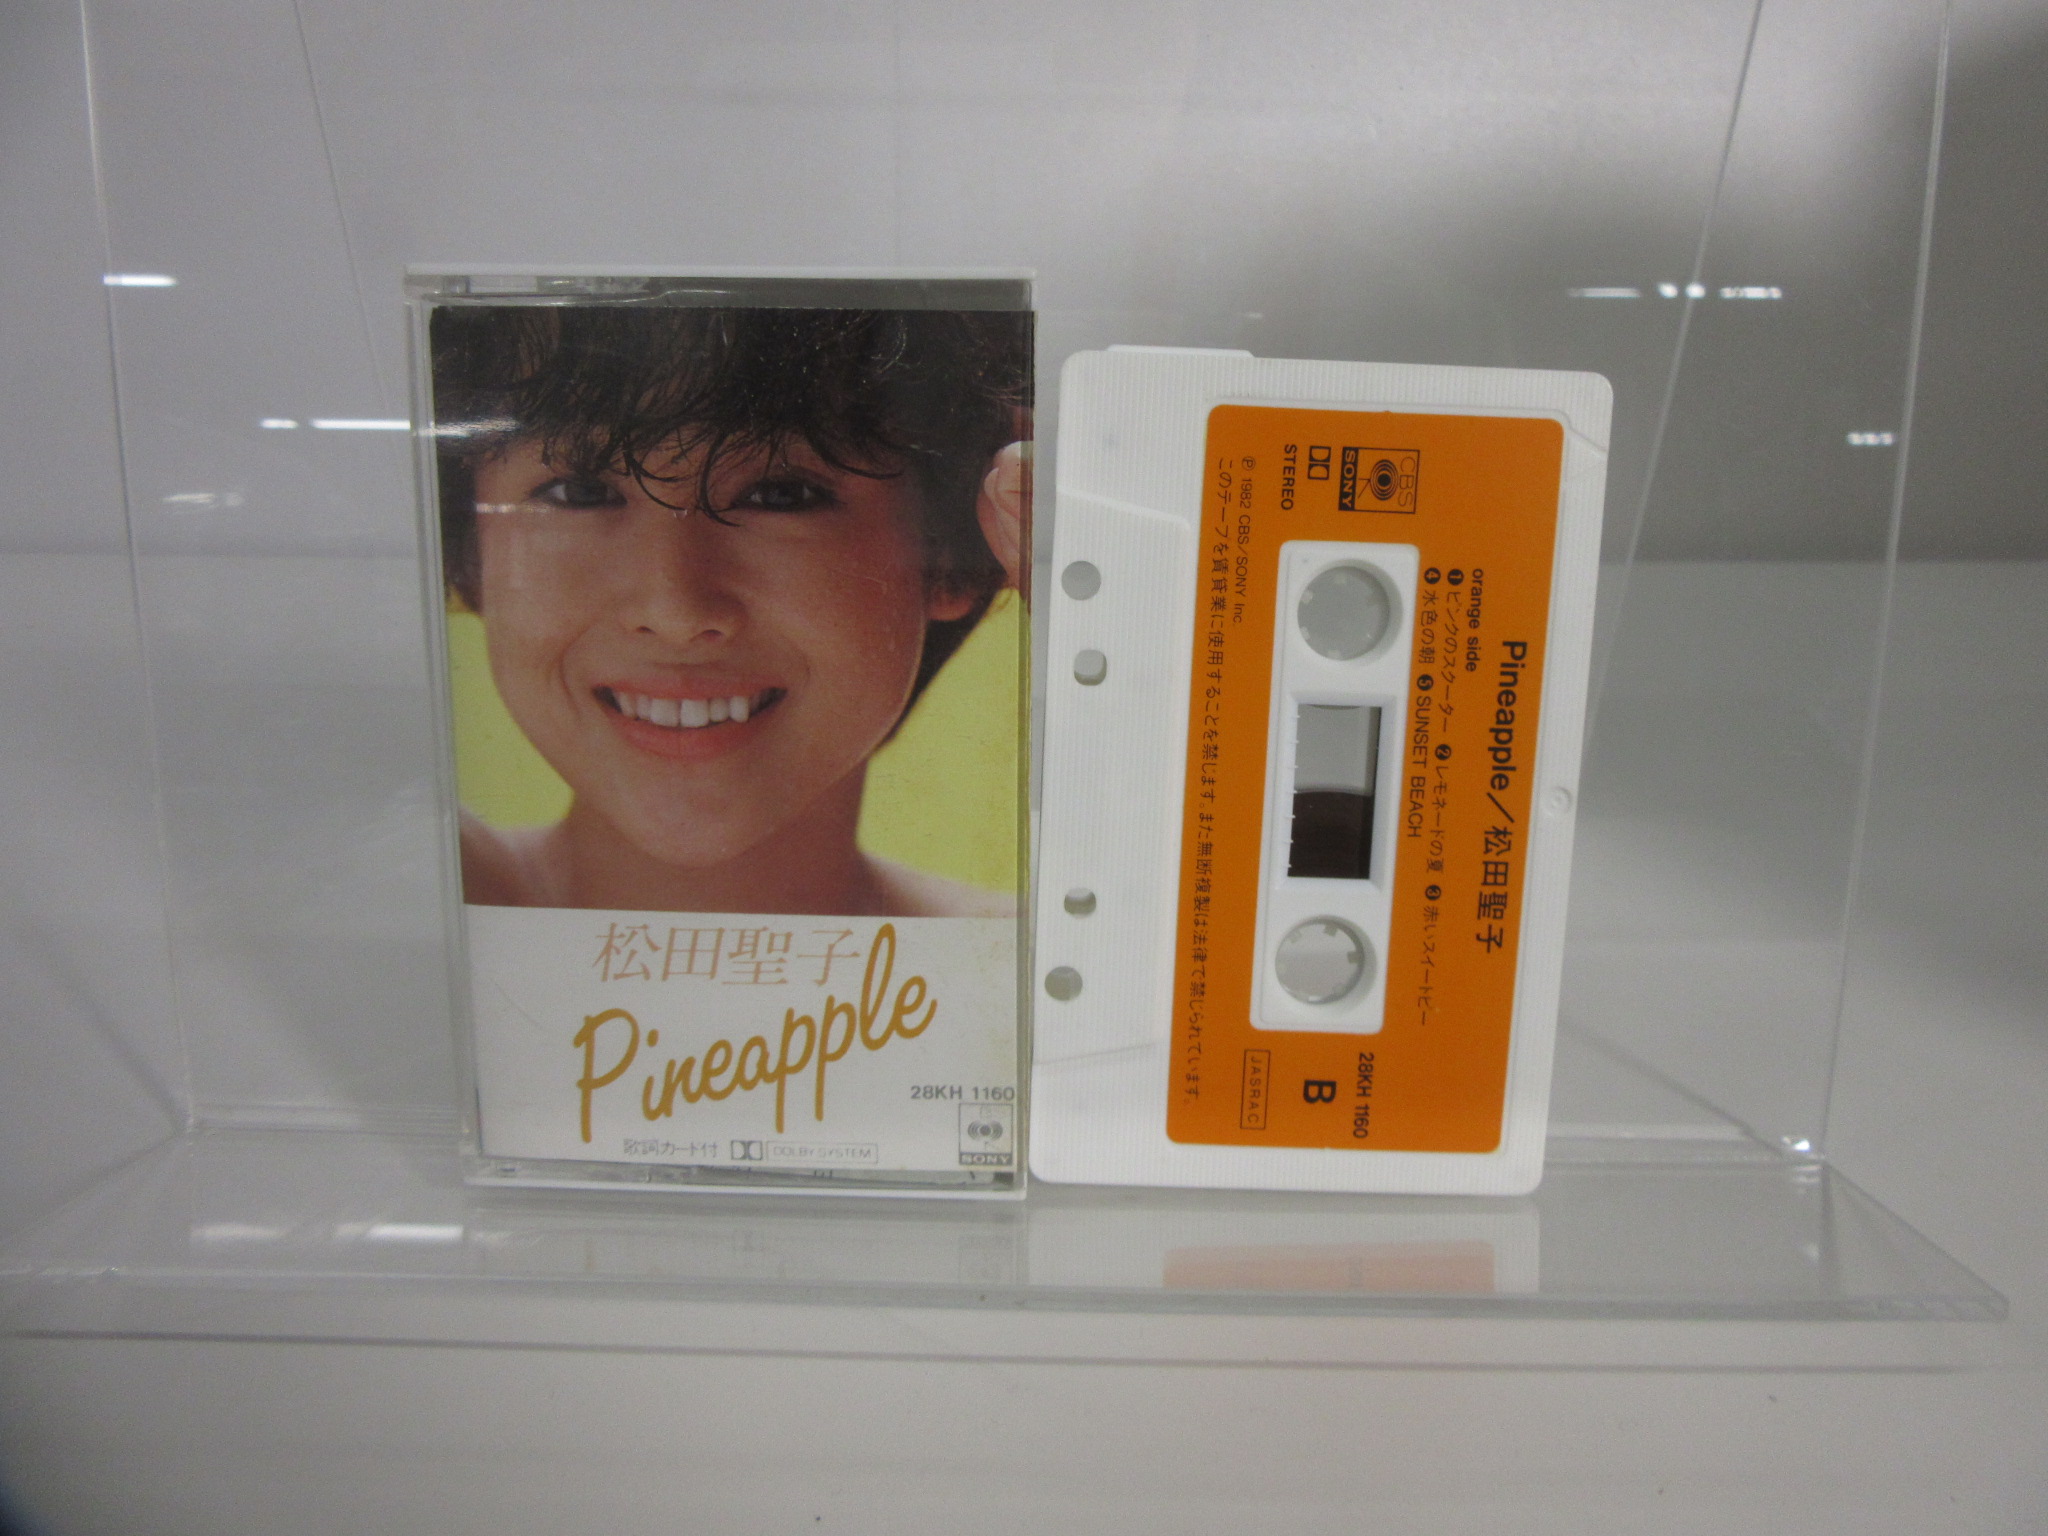 松田聖子
Pineapple
28KH 1160
歌詞カード付 DOLBY SYSTEM
SONY
Pineapple/松田聖子
orange side
❶ピンクのスクーター ❷レモネードの夏 ❸赤いスイートピー
❹水色の朝 ❺SUNSET BEACH
CBS
SONY
STEREO
28KH 1160
B
JASRAC
Ⓟ 1982 CBS/SONY Inc.
このテープを賃貸業に使用することを禁じます。また無断複製は法律で禁じられています。